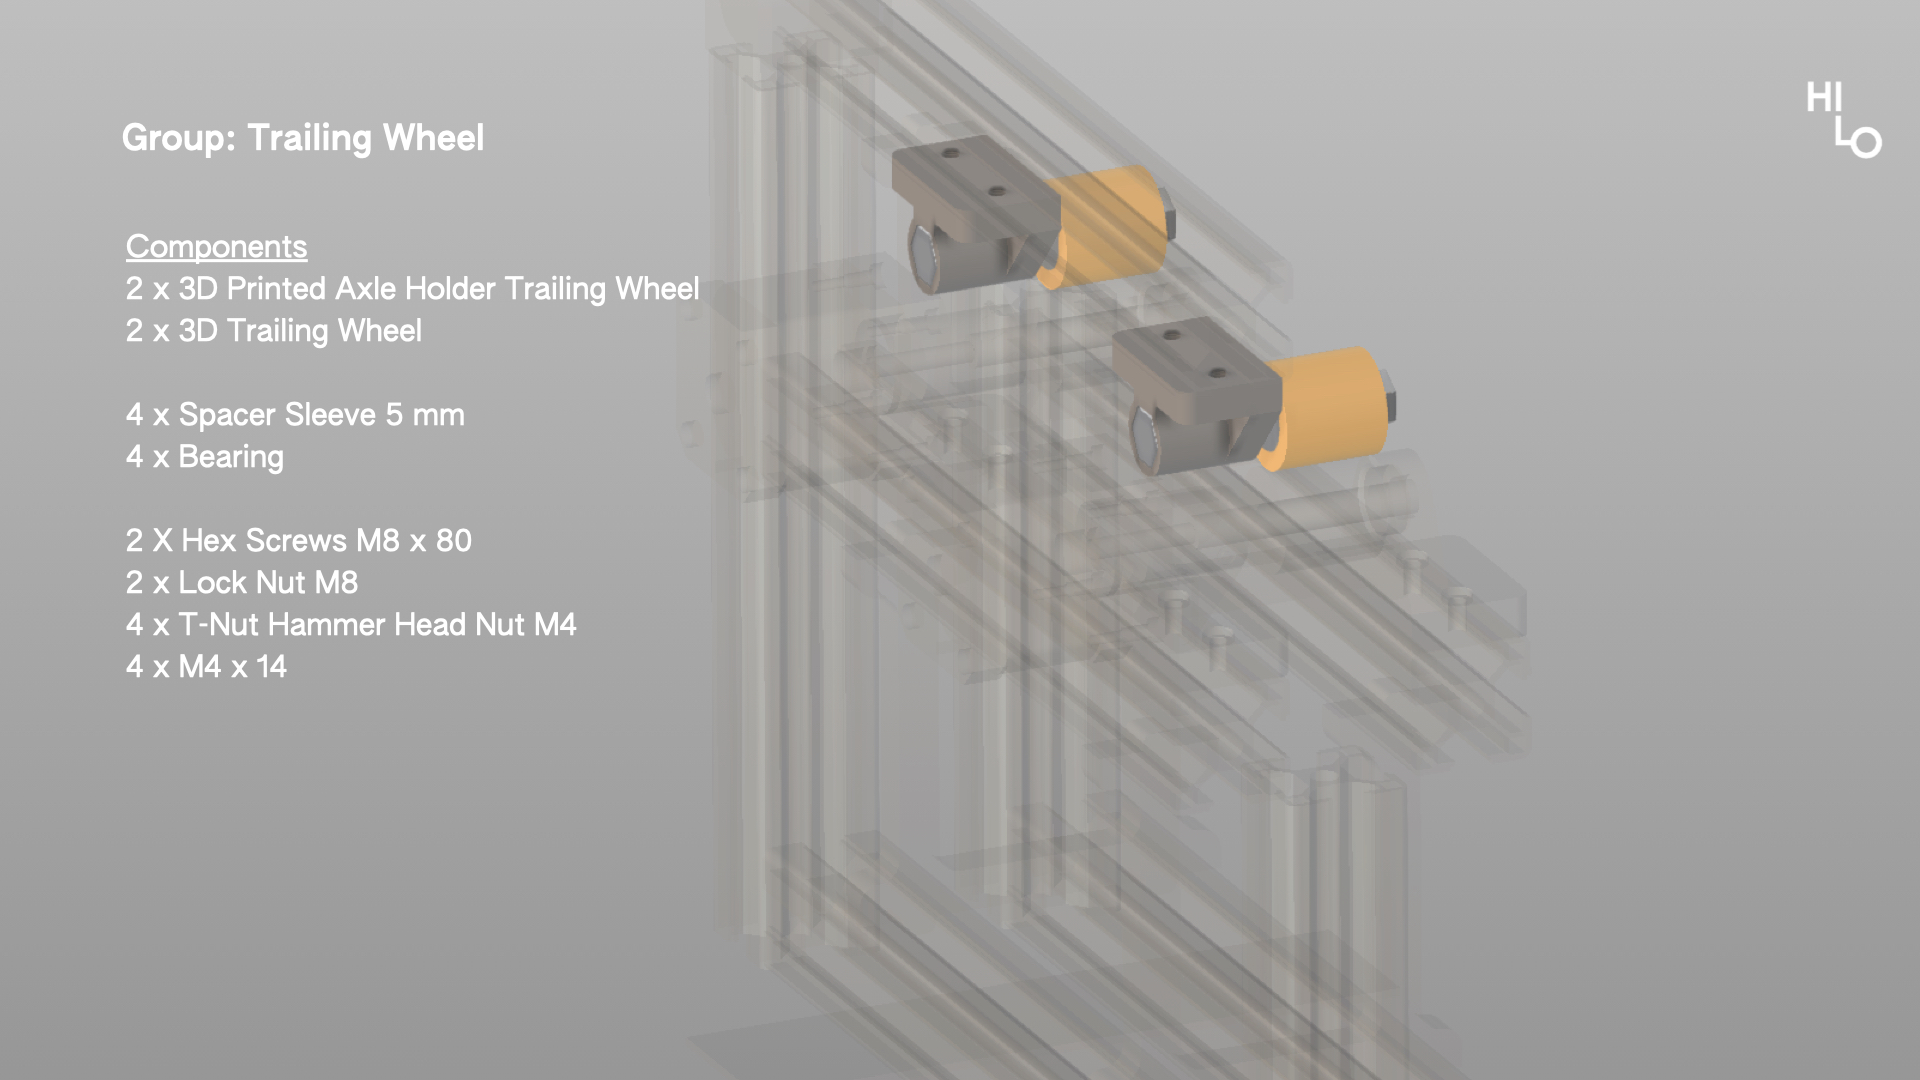 HI
LO
Group: Trailing Wheel
Components
2 x 3D Printed Axle Holder Trailing Wheel
2 x 3D Trailing Wheel
4 x Spacer Sleeve 5 mm
4 x Bearing
2 X Hex Screws M8 x 80
2 x Lock Nut M8
4 x T-Nut Hammer Head Nut M4
4 x M4 x 14